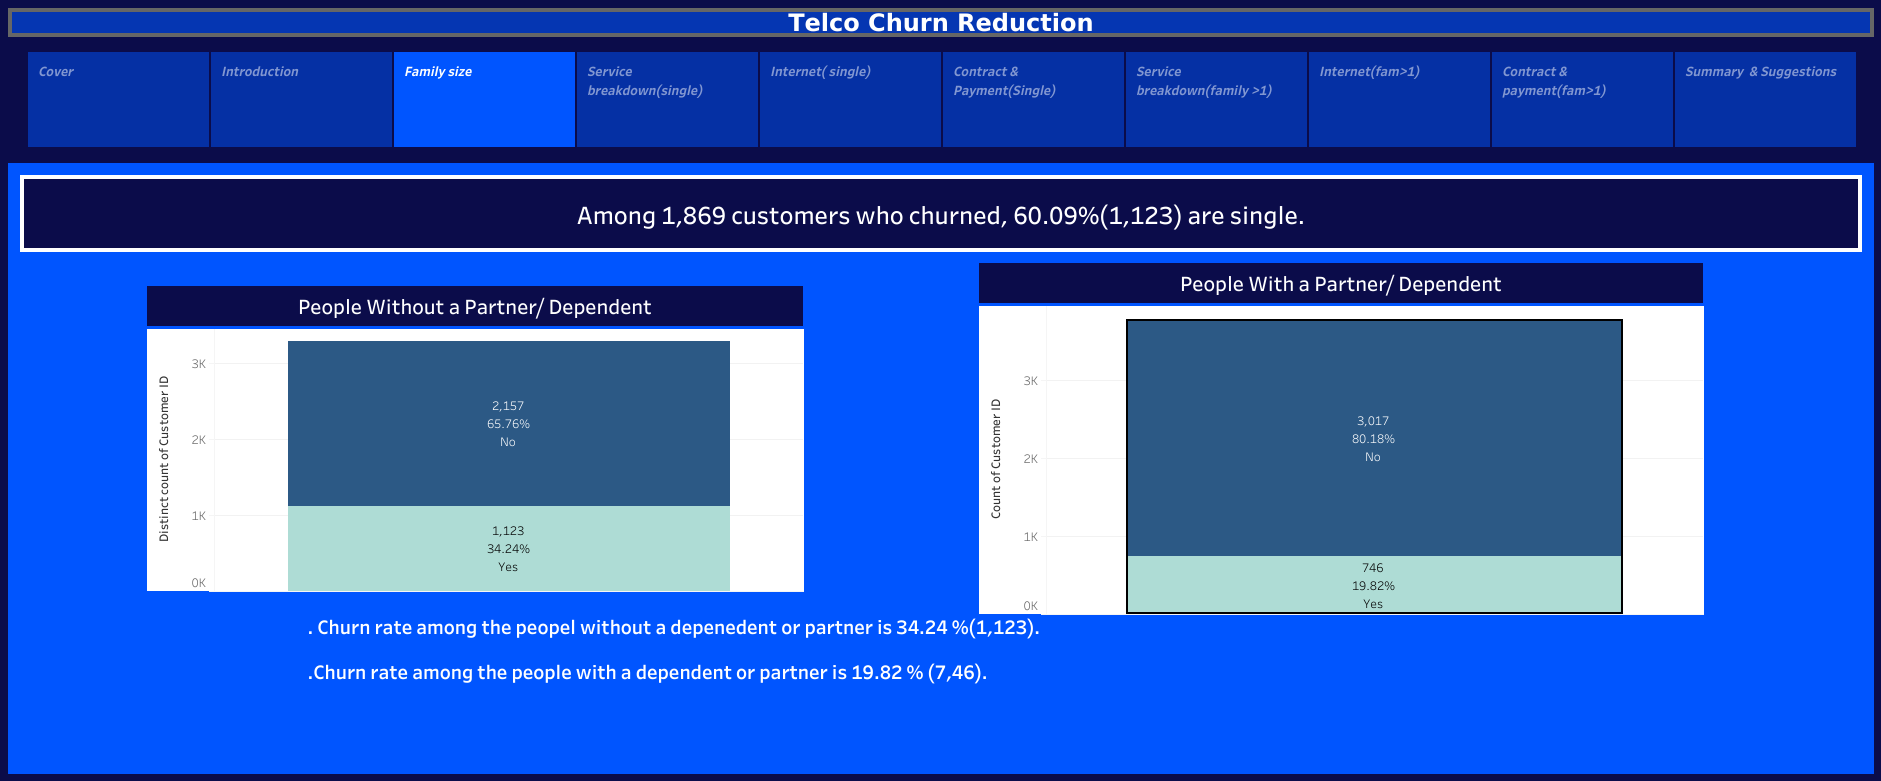 Telco Churn Reduction
Cover
Introduction
Family size
Service
breakdown(single)
Internet( single)
Contract &
Payment(Single)
Service
breakdown(family >1)
Internet(fam>1)
Contract &
payment(fam>1)
Summary & Suggestions
Among 1,869 customers who churned, 60.09%(1,123) are single.
People Without a Partner/ Dependent
Distinct count of Customer ID
3K
2K
1K
0K
2,157
65.76%
No
1,123
34.24%
Yes
People With a Partner/ Dependent
Count of Customer ID
3K
2K
1K
0K
3,017
80.18%
No
746
19.82%
Yes
. Churn rate among the peopel without a depenedent or partner is 34.24 %(1,123).
.Churn rate among the people with a dependent or partner is 19.82 % (7,46).